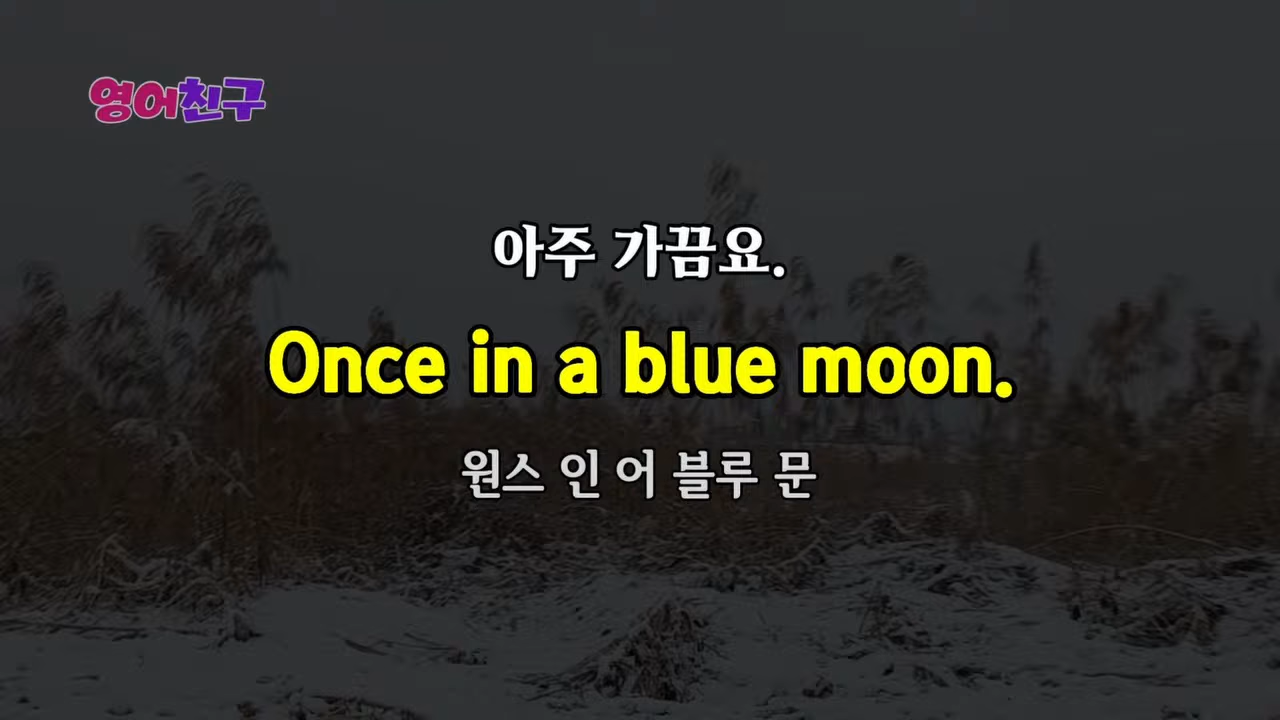 영어친구
아주 가끔요.
Once in a blue moon.
원스 인 어 블루 문